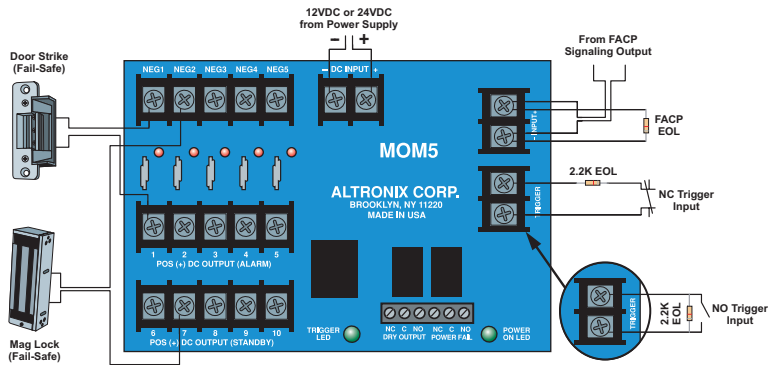 12VDC or 24VDC
from Power Supply
– +
From FACP
Signaling Output
Door Strike
(Fail-Safe)
NEG1 NEG2 NEG3 NEG4 NEG5
– DC INPUT +
– INPUT+
FACP
EOL
MOM5
ALTRONIX CORP.
BROOKLYN, NY 11220
MADE IN USA
TRIGGER
2.2K EOL
NC Trigger
Input
1 2 3 4 5
POS (+) DC OUTPUT (ALARM)
6 7 8 9 10
POS (+) DC OUTPUT (STANDBY)
Mag Lock
(Fail-Safe)
TRIGGER
LED
NC C NO NC C NO
DRY OUTPUT POWER FAIL
POWER
ON LED
TRIGGER
2.2K
EOL
NO Trigger
Input